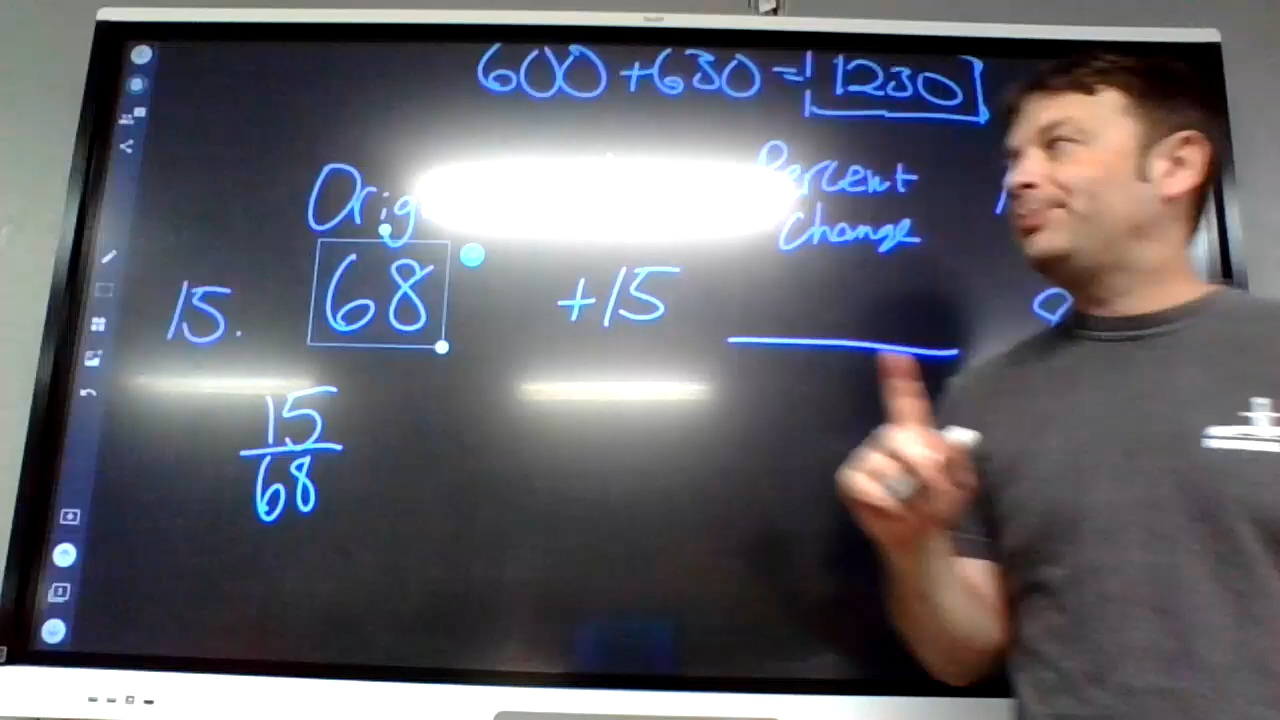 600 + 630 = 1230
Percent
Change
15. 68 +15
15
68